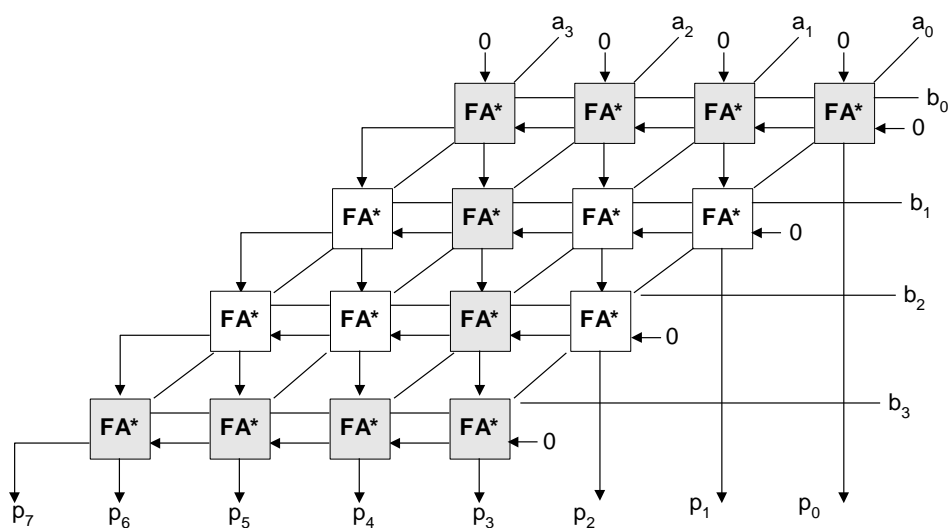 a3 a2 a1 a0
0 0 0 0
FA* FA* FA* FA* b0
0
FA* FA* FA* FA* b1
0
FA* FA* FA* FA* b2
0
FA* FA* FA* FA* b3
0
p7 p6 p5 p4 p3 p2 p1 p0